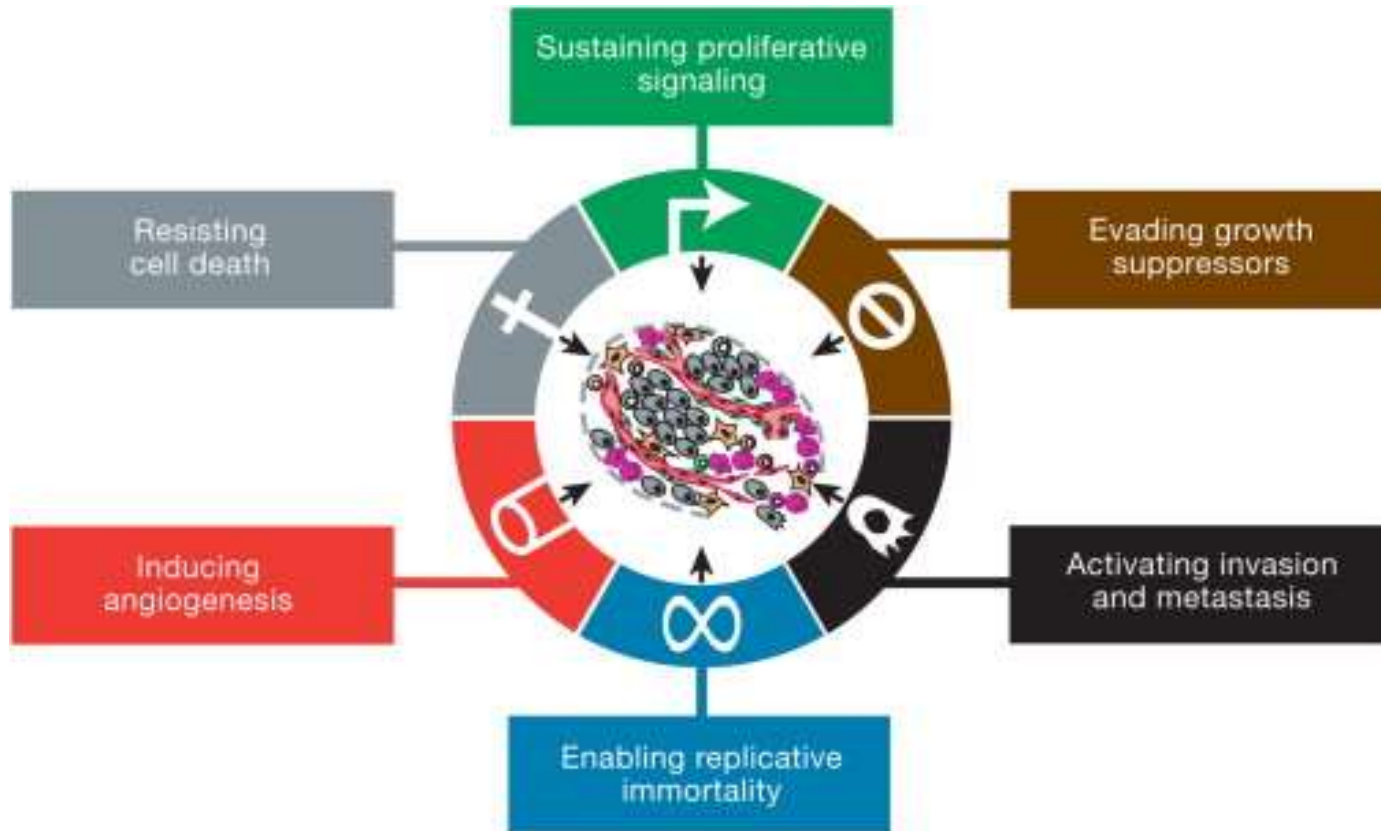 Sustaining proliferative
signaling
Resisting
cell death
Evading growth
suppressors
Inducing
angiogenesis
Activating invasion
and metastasis
Enabling replicative
immortality